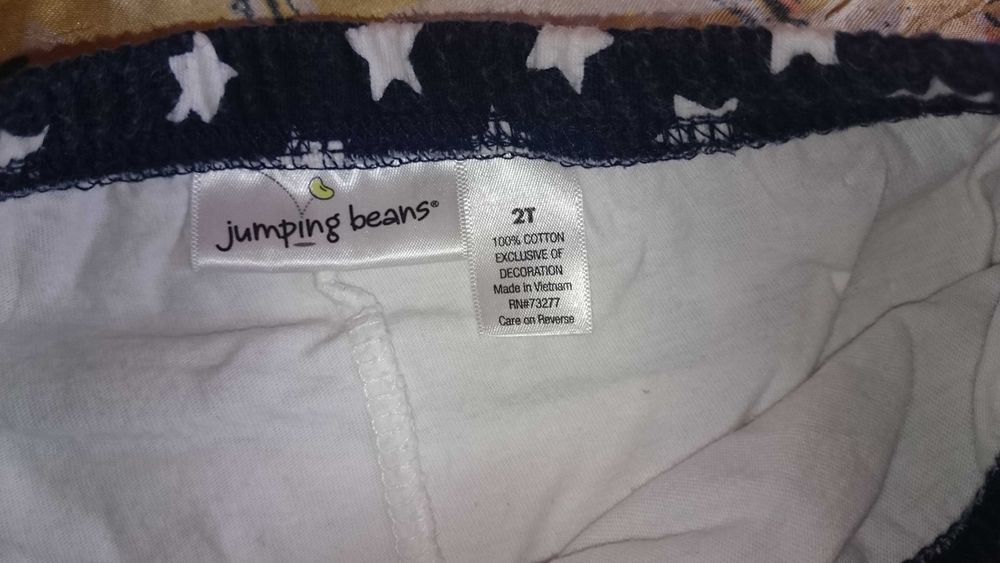 jumping beans®
2T
100% COTTON
EXCLUSIVE OF
DECORATION
Made in Vietnam
RN#73277
Care on Reverse